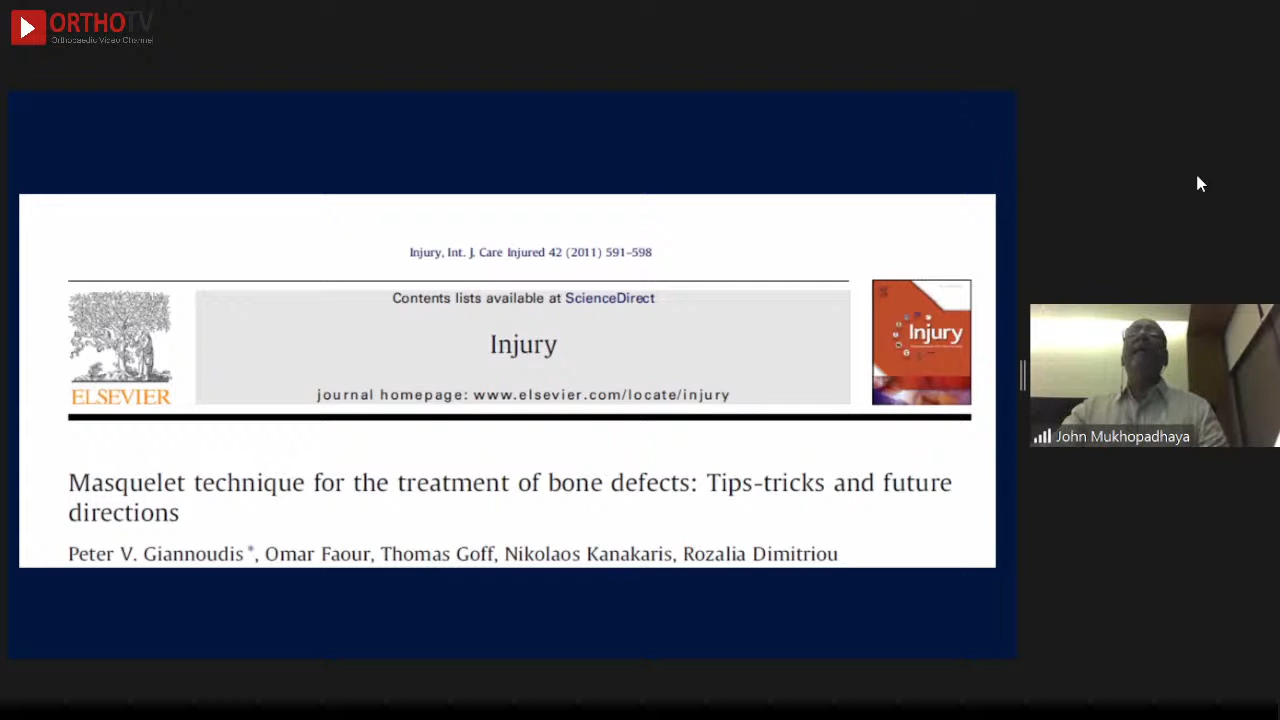 ORTHOTV
Orthopaedic Video Channel
Injury, Int. J. Care Injured 42 (2011) 591–598
Contents lists available at ScienceDirect
Injury
journal homepage: www.elsevier.com/locate/injury
ELSEVIER
Injury
Masquelet technique for the treatment of bone defects: Tips-tricks and future
directions
Peter V. Giannoudis *, Omar Faour, Thomas Goff, Nikolaos Kanakaris, Rozalia Dimitriou
John Mukhopadhaya